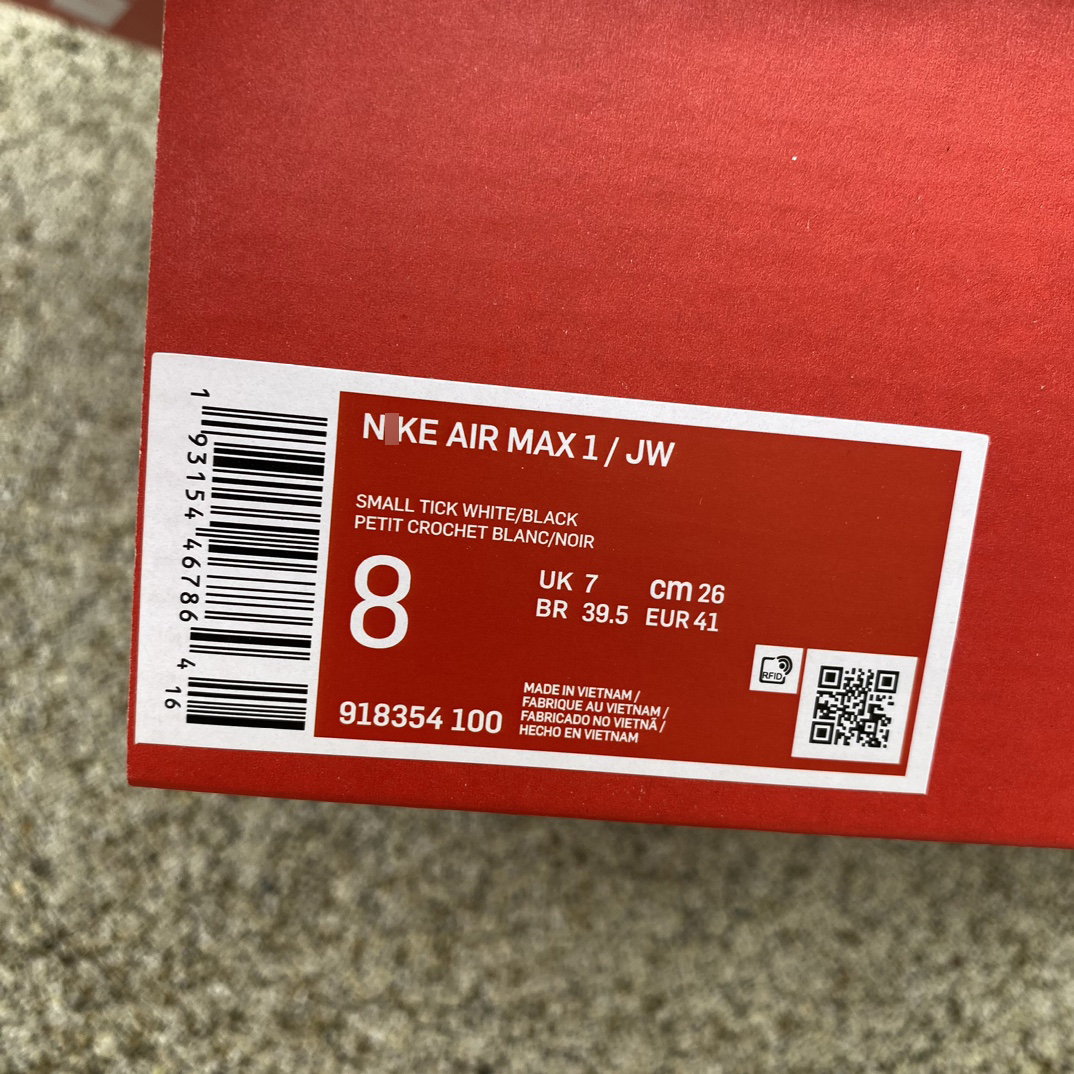 N KE AIR MAX 1 / JW
SMALL TICK WHITE/BLACK
PETIT CROCHET BLANC/NOIR
8
UK 7 cm 26
BR 39.5 EUR 41
RFID
918354 100
MADE IN VIETNAM /
FABRIQUE AU VIETNAM /
FABRICADO NO VIETNÃ /
HECHO EN VIETNAM
1 93154 46786 4 16